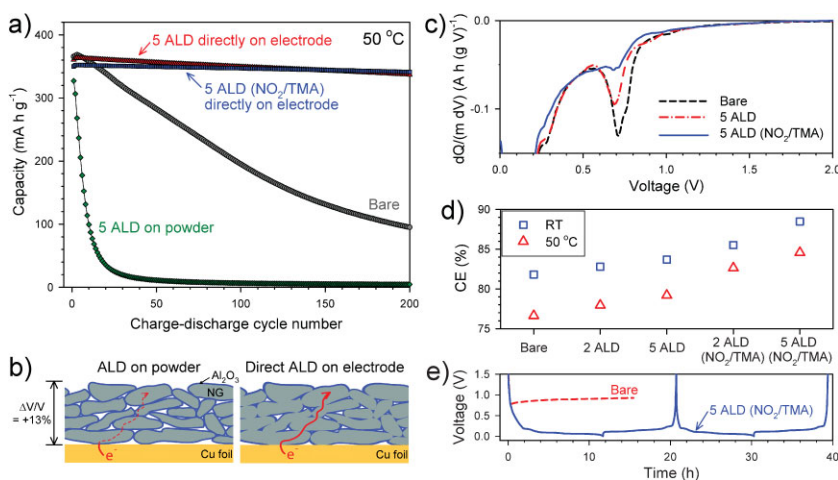 a)
400
300
200
100
0
0
50
100
150
200
Capacity (mA h g⁻¹)
Charge-discharge cycle number
5 ALD directly on electrode
50 °C
5 ALD (NO₂/TMA)
directly on electrode
Bare
5 ALD on powder
b)
ALD on powder
Al₂O₃
Direct ALD on electrode
NG
ΔV/V
= +13%
e⁻
Cu foil
e⁻
Cu foil
c)
0.0
-0.1
dQ/(m dV) (A h (g V)⁻¹)
Bare
5 ALD
5 ALD (NO₂/TMA)
0.0
0.5
1.0
1.5
2.0
Voltage (V)
d)
90
85
80
75
CE (%)
RT
50 °C
Bare
2 ALD
5 ALD
2 ALD
(NO₂/TMA)
5 ALD
(NO₂/TMA)
e)
1.5
1.0
0.5
0.0
Voltage (V)
Bare
5 ALD (NO₂/TMA)
0
10
20
30
40
Time (h)